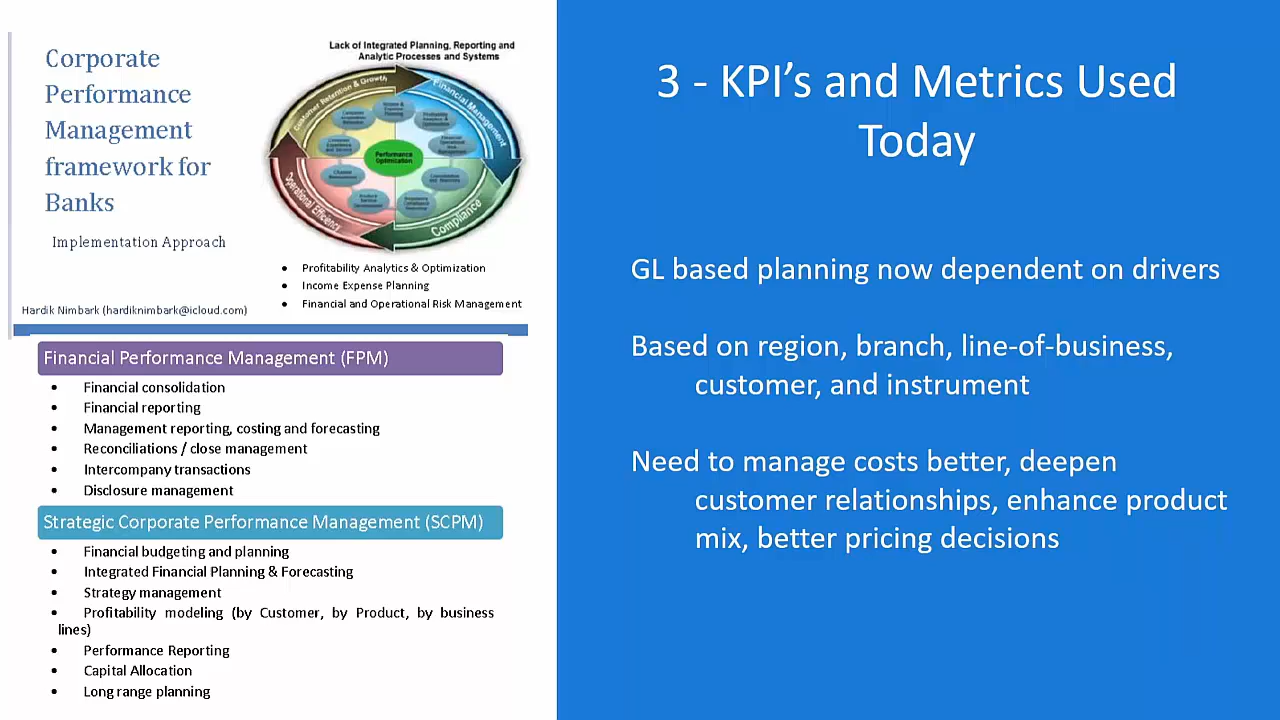 Corporate
Performance
Management
framework for
Banks
Implementation Approach
Hardik Nimbark (hardiknimbark@icloud.com)
Lack of Integrated Planning, Reporting and
Analytic Processes and Systems
Customer Retention & Growth
Financial Management
Operational Efficiency
Compliance
Performance
Optimization
• Profitability Analytics & Optimization
• Income Expense Planning
• Financial and Operational Risk Management
Financial Performance Management (FPM)
• Financial consolidation
• Financial reporting
• Management reporting, costing and forecasting
• Reconciliations / close management
• Intercompany transactions
• Disclosure management
Strategic Corporate Performance Management (SCPM)
• Financial budgeting and planning
• Integrated Financial Planning & Forecasting
• Strategy management
• Profitability modeling (by Customer, by Product, by business
lines)
• Performance Reporting
• Capital Allocation
• Long range planning
3 - KPI’s and Metrics Used
Today
GL based planning now dependent on drivers
Based on region, branch, line-of-business,
customer, and instrument
Need to manage costs better, deepen
customer relationships, enhance product
mix, better pricing decisions